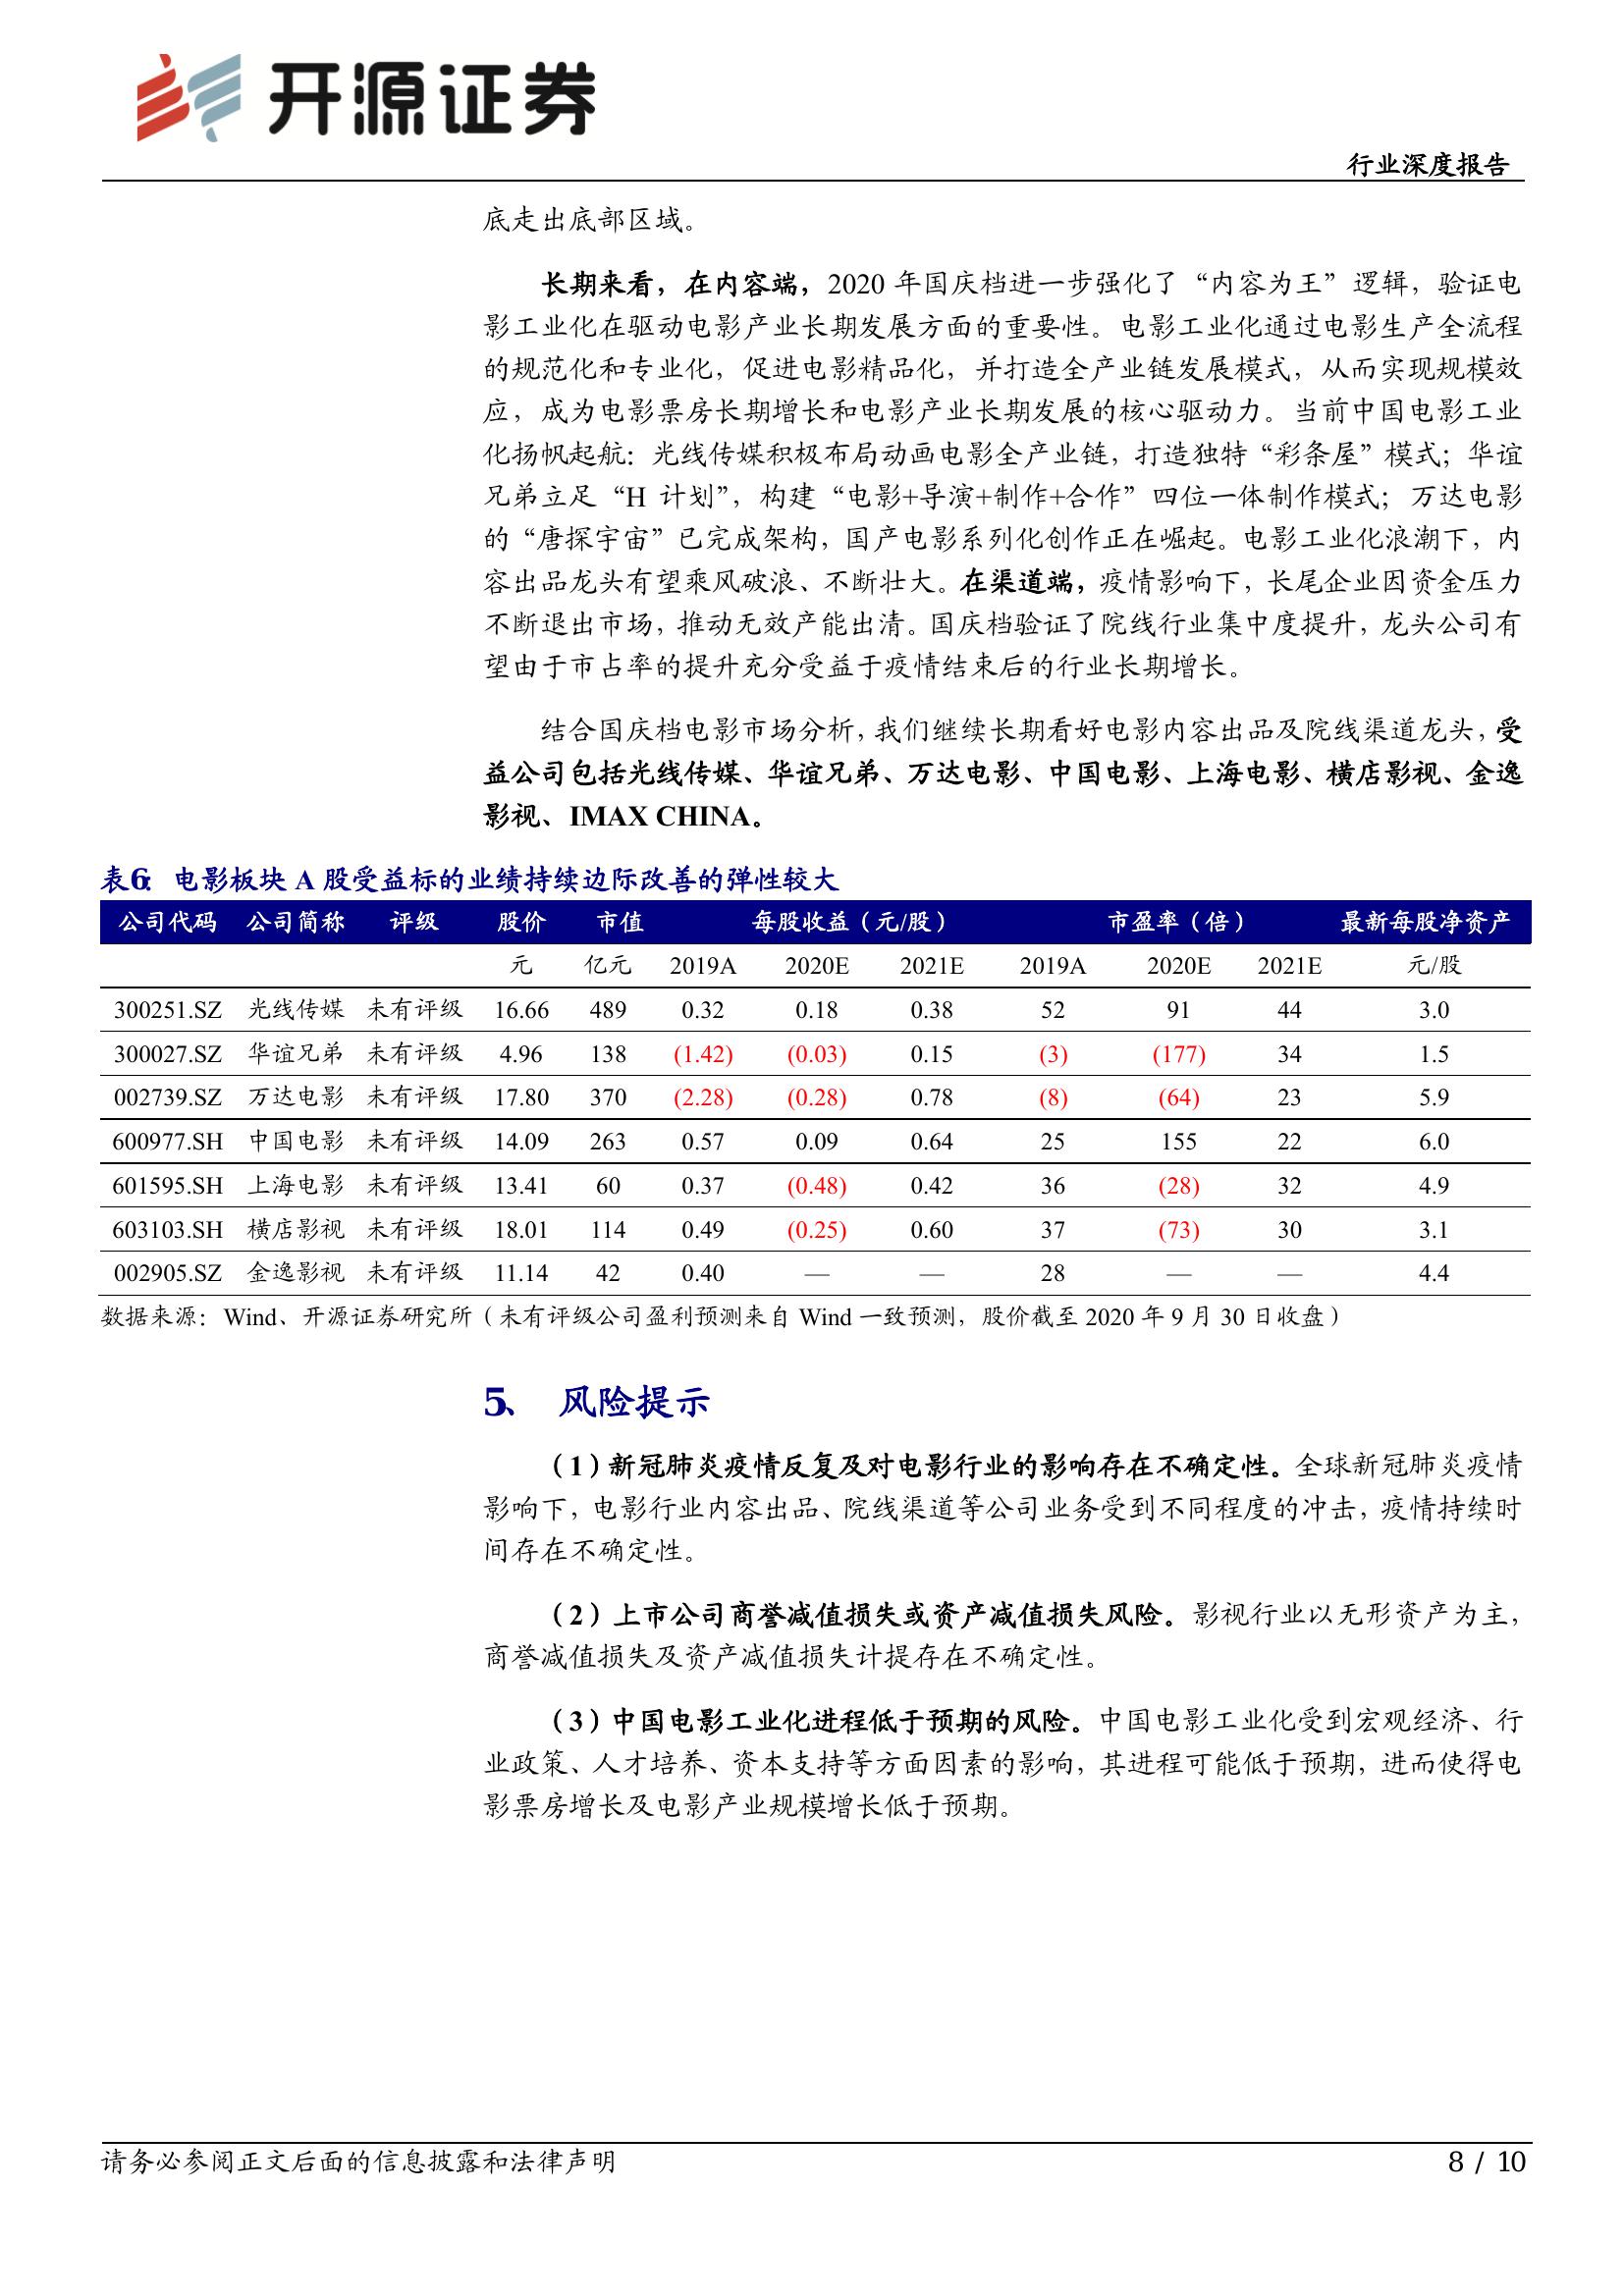 开源证券
行业深度报告
底走出底部区域。
长期来看，在内容端，2020 年国庆档进一步强化了“内容为王”逻辑，验证电
影工业化在驱动电影产业长期发展方面的重要性。电影工业化通过电影生产全流程
的规范化和专业化，促进电影精品化，并打造全产业链发展模式，从而实现规模效
应，成为电影票房长期增长和电影产业长期发展的核心驱动力。当前中国电影工业
化扬帆起航：光线传媒积极布局动画电影全产业链，打造独特“彩条屋”模式；华谊
兄弟立足“H 计划”，构建“电影+导演+制作+合作”四位一体制作模式；万达电影
的“唐探宇宙”已完成架构，国产电影系列化创作正在崛起。电影工业化浪潮下，内
容出品龙头有望乘风破浪、不断壮大。在渠道端，疫情影响下，长尾企业因资金压力
不断退出市场，推动无效产能出清。国庆档验证了院线行业集中度提升，龙头公司有
望由于市占率的提升充分受益于疫情结束后的行业长期增长。
结合国庆档电影市场分析，我们继续长期看好电影内容出品及院线渠道龙头，受
益公司包括光线传媒、华谊兄弟、万达电影、中国电影、上海电影、横店影视、金逸
影视、IMAX CHINA。
表6：电影板块 A 股受益标的业绩持续边际改善的弹性较大
公司代码 公司简称 评级 股价 市值 每股收益（元/股） 市盈率（倍） 最新每股净资产
元 亿元 2019A 2020E 2021E 2019A 2020E 2021E 元/股
300251.SZ 光线传媒 未有评级 16.66 489 0.32 0.18 0.38 52 91 44 3.0
300027.SZ 华谊兄弟 未有评级 4.96 138 (1.42) (0.03) 0.15 (3) (177) 34 1.5
002739.SZ 万达电影 未有评级 17.80 370 (2.28) (0.28) 0.78 (8) (64) 23 5.9
600977.SH 中国电影 未有评级 14.09 263 0.57 0.09 0.64 25 155 22 6.0
601595.SH 上海电影 未有评级 13.41 60 0.37 (0.48) 0.42 36 (28) 32 4.9
603103.SH 横店影视 未有评级 18.01 114 0.49 (0.25) 0.60 37 (73) 30 3.1
002905.SZ 金逸影视 未有评级 11.14 42 0.40 — — 28 — — 4.4
数据来源：Wind、开源证券研究所（未有评级公司盈利预测来自 Wind 一致预测，股价截至 2020 年 9 月 30 日收盘）
5、 风险提示
（1）新冠肺炎疫情反复及对电影行业的影响存在不确定性。全球新冠肺炎疫情
影响下，电影行业内容出品、院线渠道等公司业务受到不同程度的冲击，疫情持续时
间存在不确定性。
（2）上市公司商誉减值损失或资产减值损失风险。影视行业以无形资产为主，
商誉减值损失及资产减值损失计提存在不确定性。
（3）中国电影工业化进程低于预期的风险。中国电影工业化受到宏观经济、行
业政策、人才培养、资本支持等方面因素的影响，其进程可能低于预期，进而使得电
影票房增长及电影产业规模增长低于预期。
请务必参阅正文后面的信息披露和法律声明
8 / 10